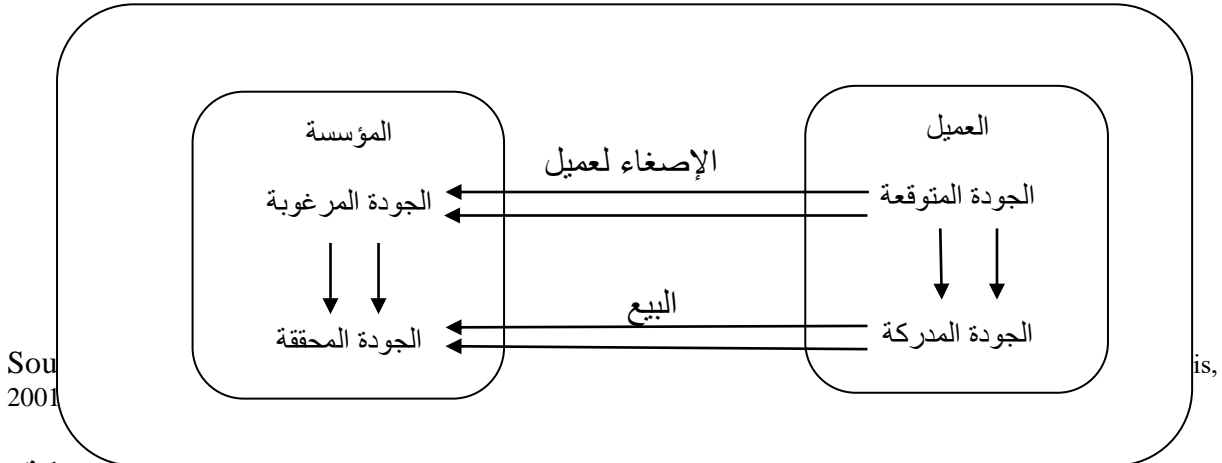 العميل
المؤسسة
الإصغاء لعميل
الجودة المتوقعة
الجودة المرغوبة
البيع
الجودة المدركة
الجودة المحققة
Sou
is,
2001